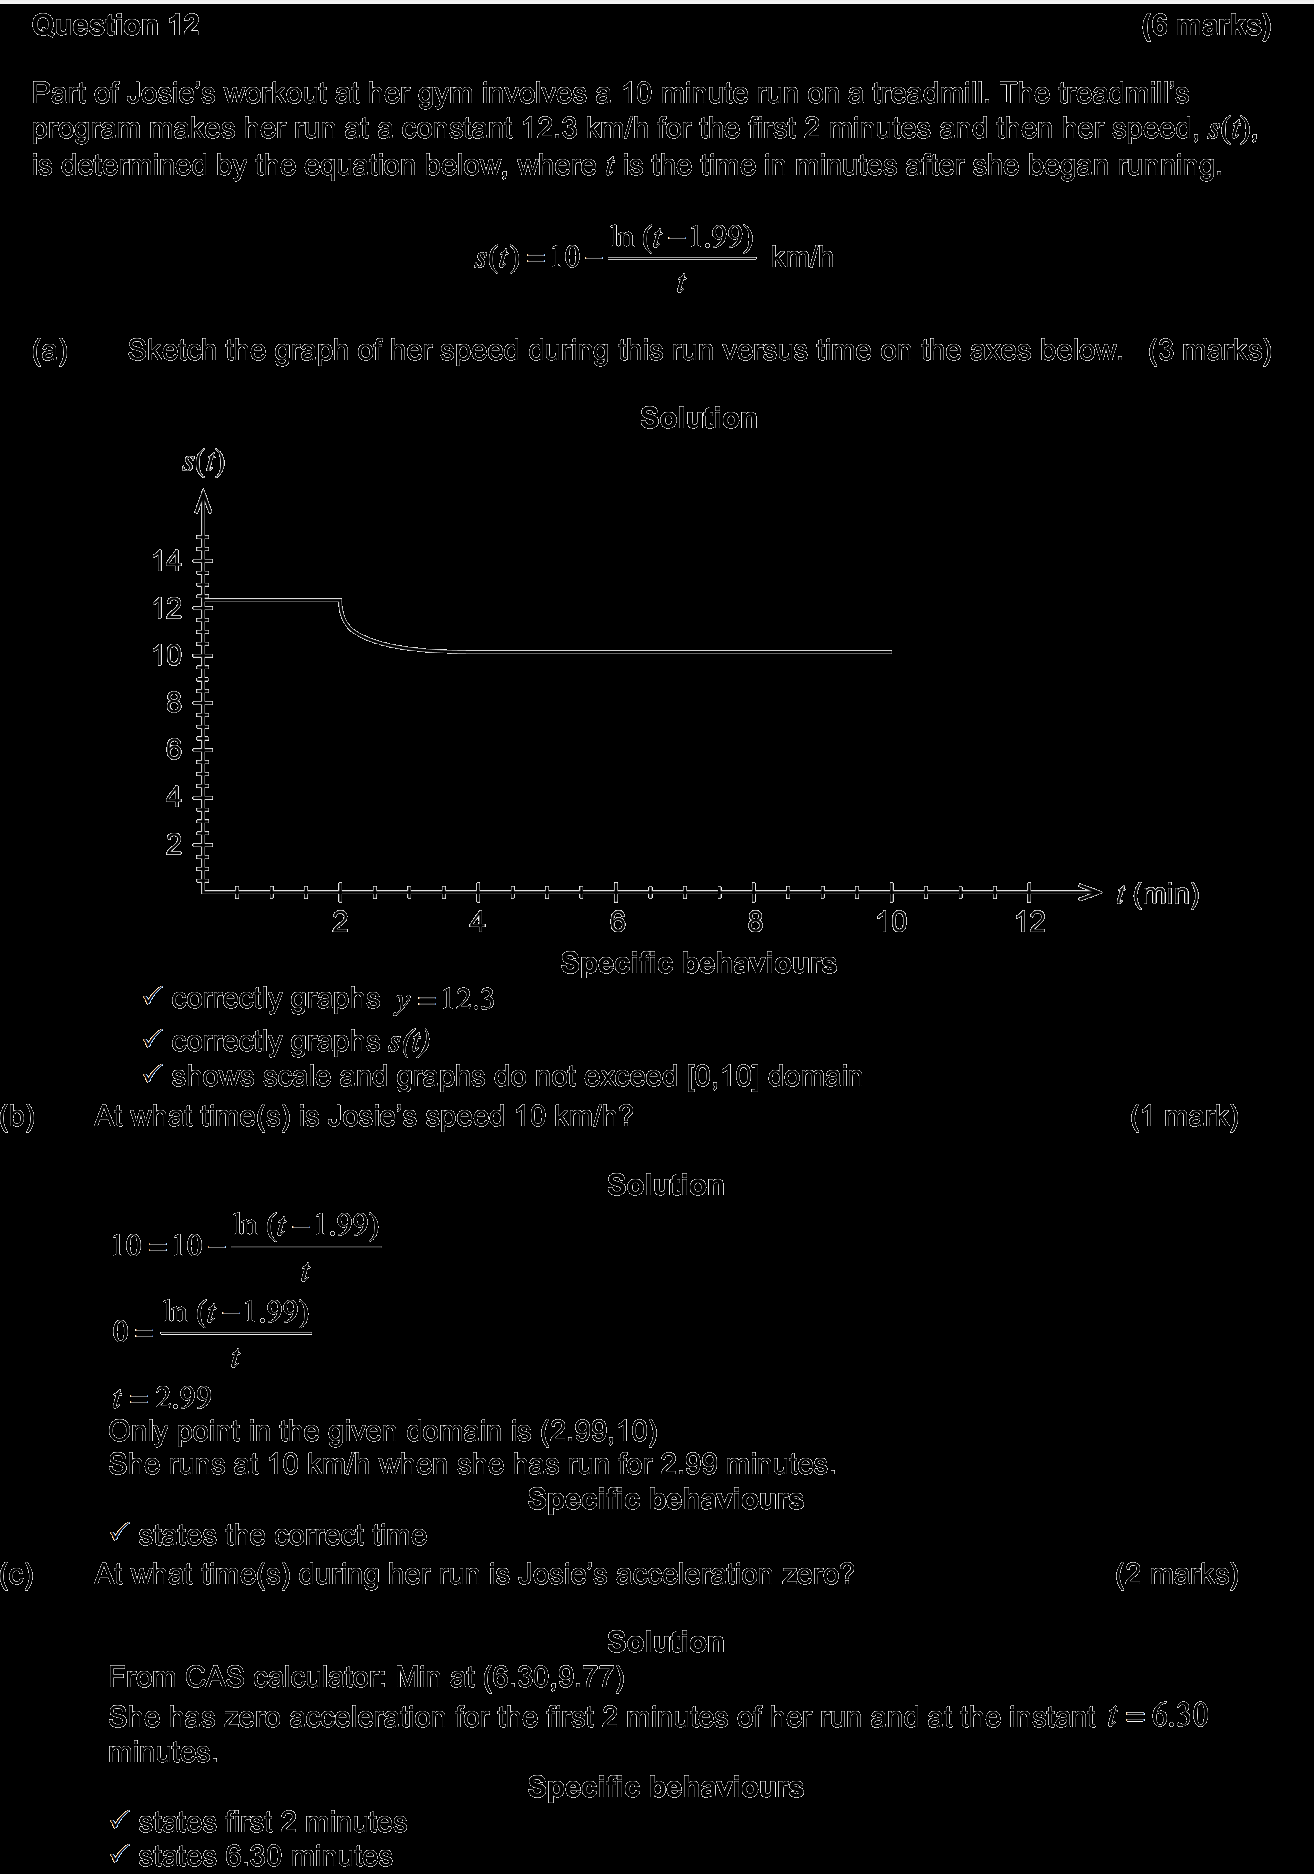 Question 12 (6 marks)
Part of Josie's workout at her gym involves a 10 minute run on a treadmill. The treadmill's
program makes her run at a constant 12.3 km/h for the first 2 minutes and then her speed, s(t),
is determined by the equation below, where t is the time in minutes after she began running.
s(t) = 10 − ln (t − 1.99) / t km/h
(a) Sketch the graph of her speed during this run versus time on the axes below. (3 marks)
Solution
s(t)
14
12
10
8
6
4
2
2 4 6 8 10 12 t (min)
Specific behaviours
✓ correctly graphs y = 12.3
✓ correctly graphs s(t)
✓ shows scale and graphs do not exceed [0,10] domain
(b) At what time(s) is Josie's speed 10 km/h? (1 mark)
Solution
10 = 10 − ln (t − 1.99) / t
0 = ln (t − 1.99) / t
t = 2.99
Only point in the given domain is (2.99,10)
She runs at 10 km/h when she has run for 2.99 minutes.
Specific behaviours
✓ states the correct time
(c) At what time(s) during her run is Josie's acceleration zero? (2 marks)
Solution
From CAS calculator: Min at (6.30,9.77)
She has zero acceleration for the first 2 minutes of her run and at the instant t = 6.30
minutes.
Specific behaviours
✓ states first 2 minutes
✓ states 6.30 minutes